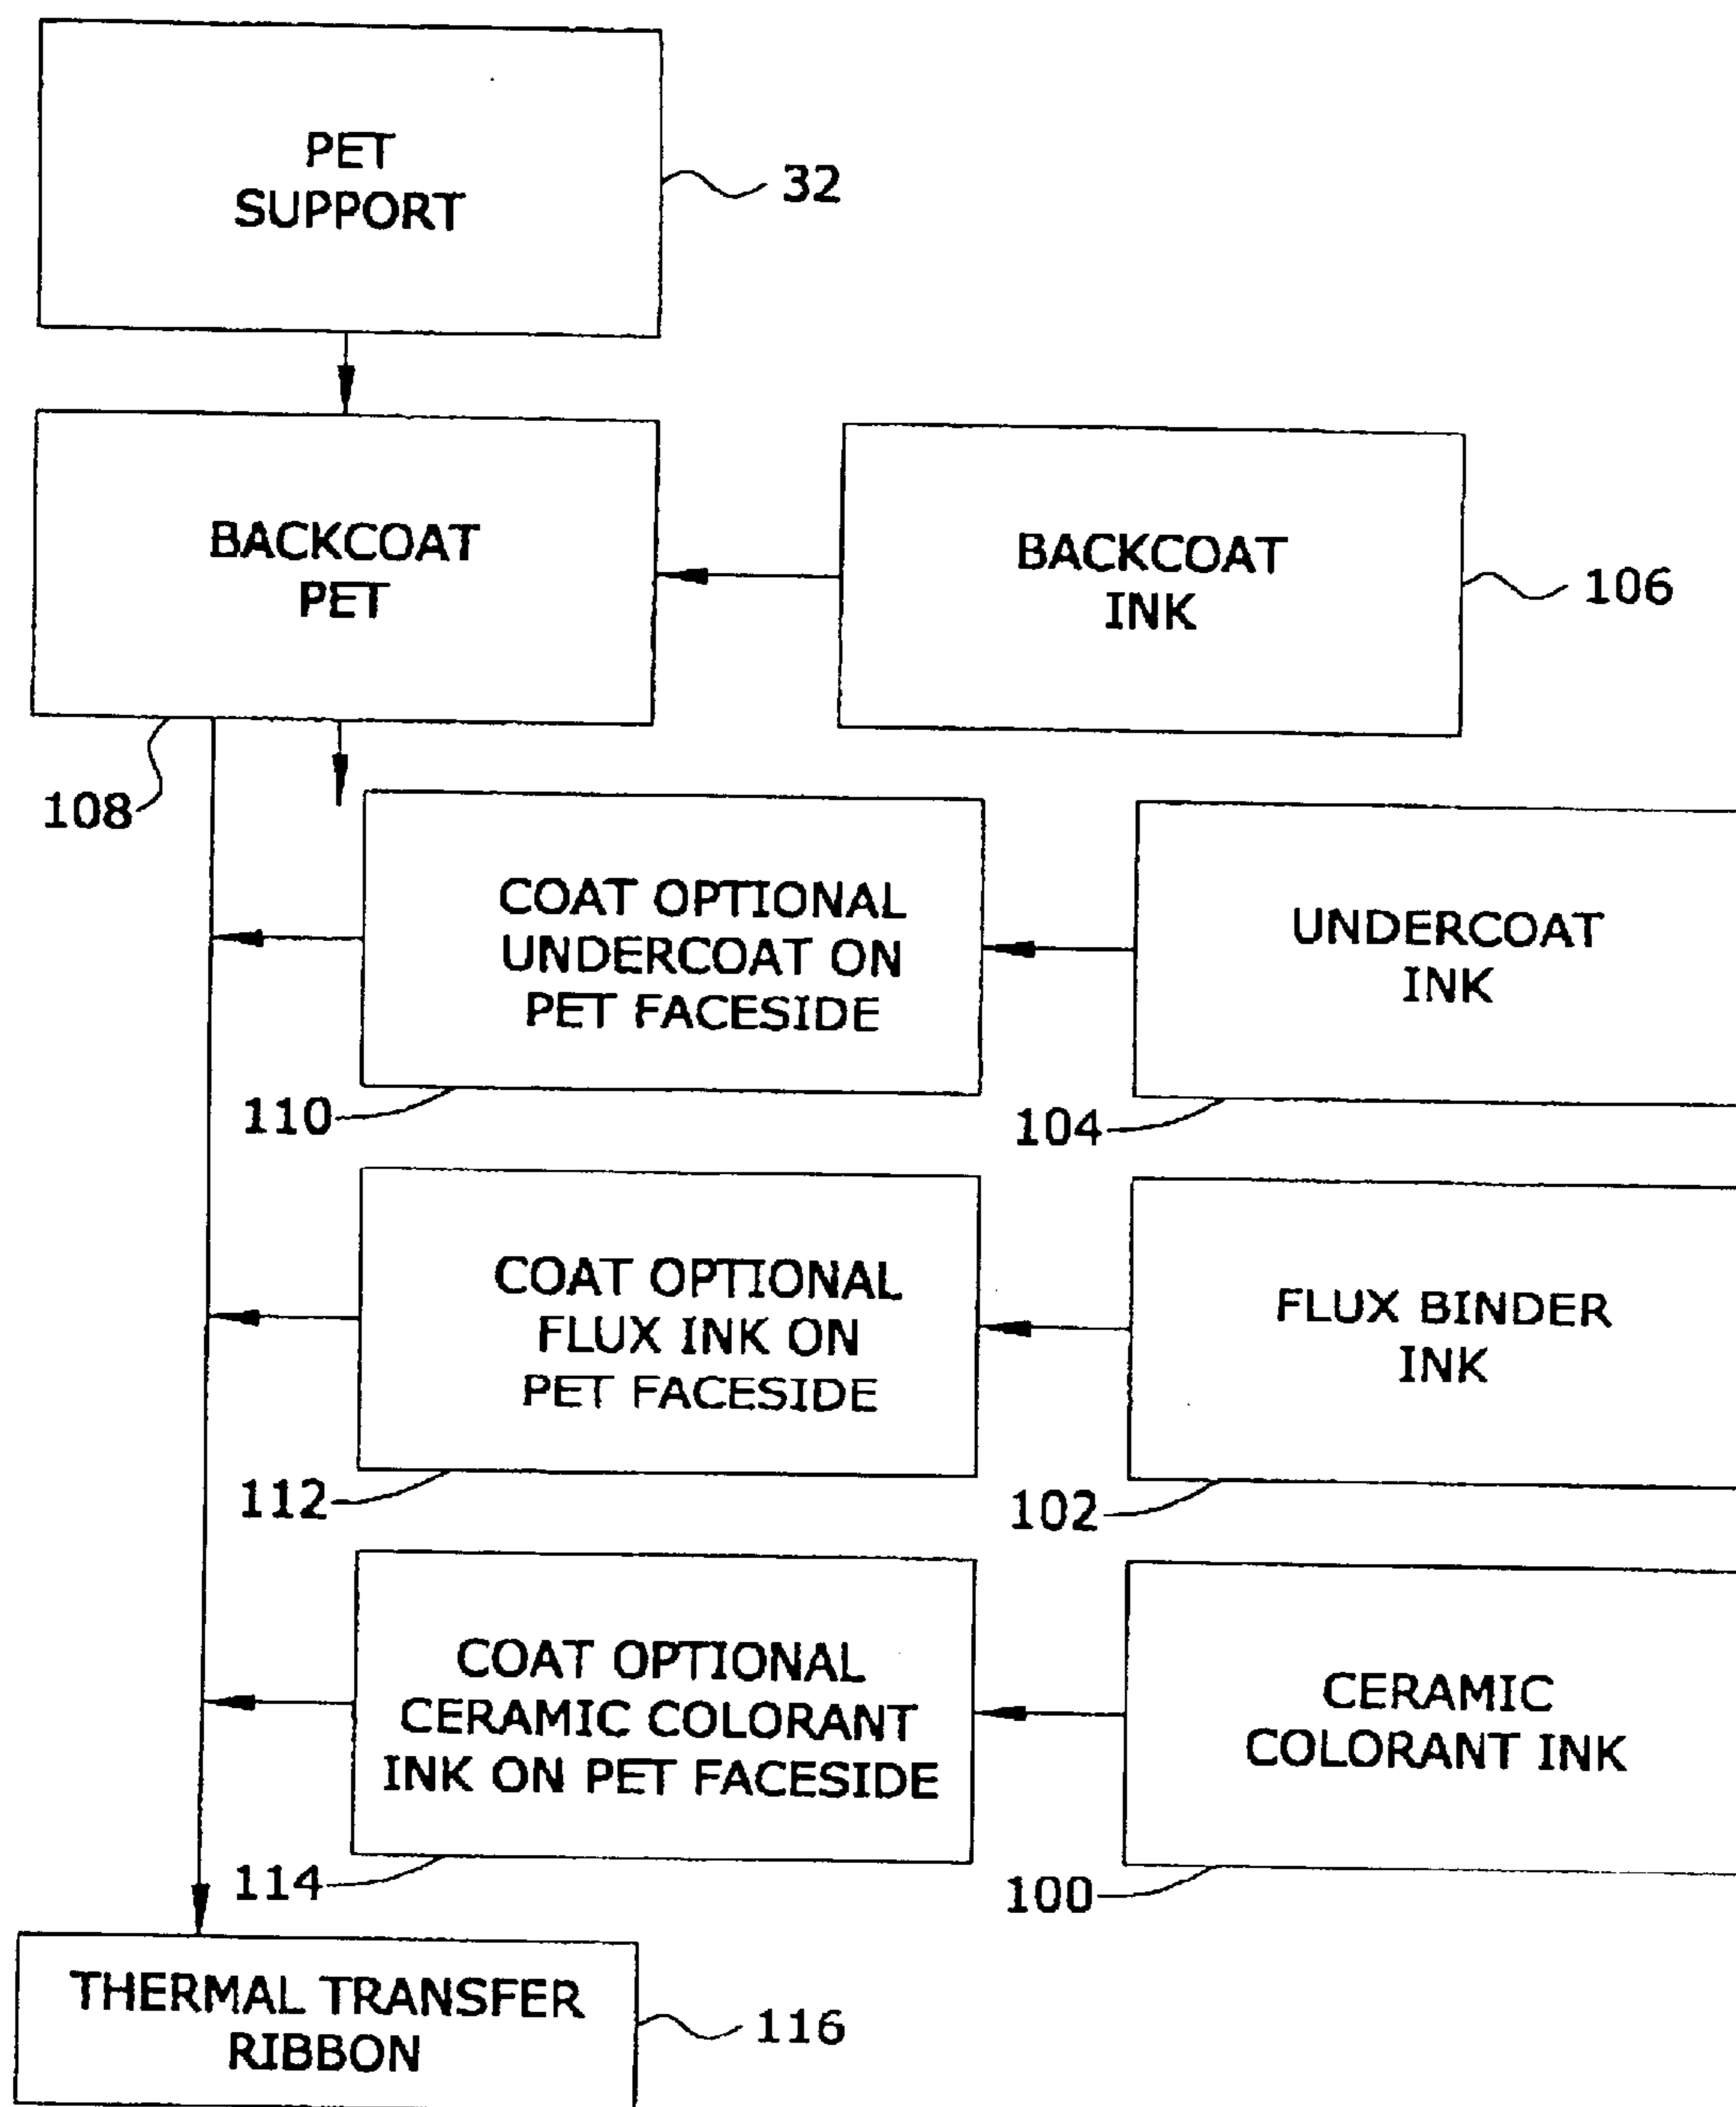 PET
SUPPORT
32
BACKCOAT
PET
BACKCOAT
INK
106
108
COAT OPTIONAL
UNDERCOAT ON
PET FACESIDE
UNDERCOAT
INK
110
104
COAT OPTIONAL
FLUX INK ON
PET FACESIDE
FLUX BINDER
INK
112
102
COAT OPTIONAL
CERAMIC COLORANT
INK ON PET FACESIDE
CERAMIC
COLORANT INK
114
100
THERMAL TRANSFER
RIBBON
116